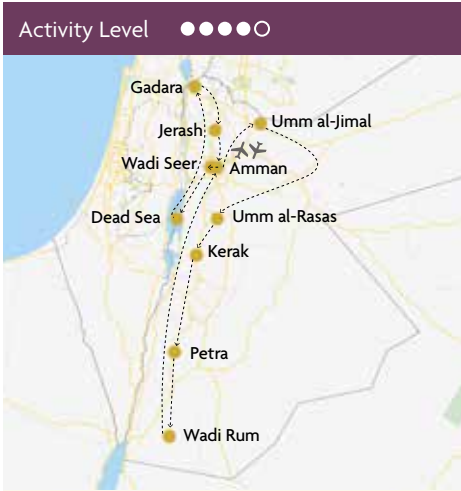 Activity Level
Gadara
Umm al-Jimal
Jerash
Wadi Seer
Amman
Dead Sea
Umm al-Rasas
Kerak
Petra
Wadi Rum